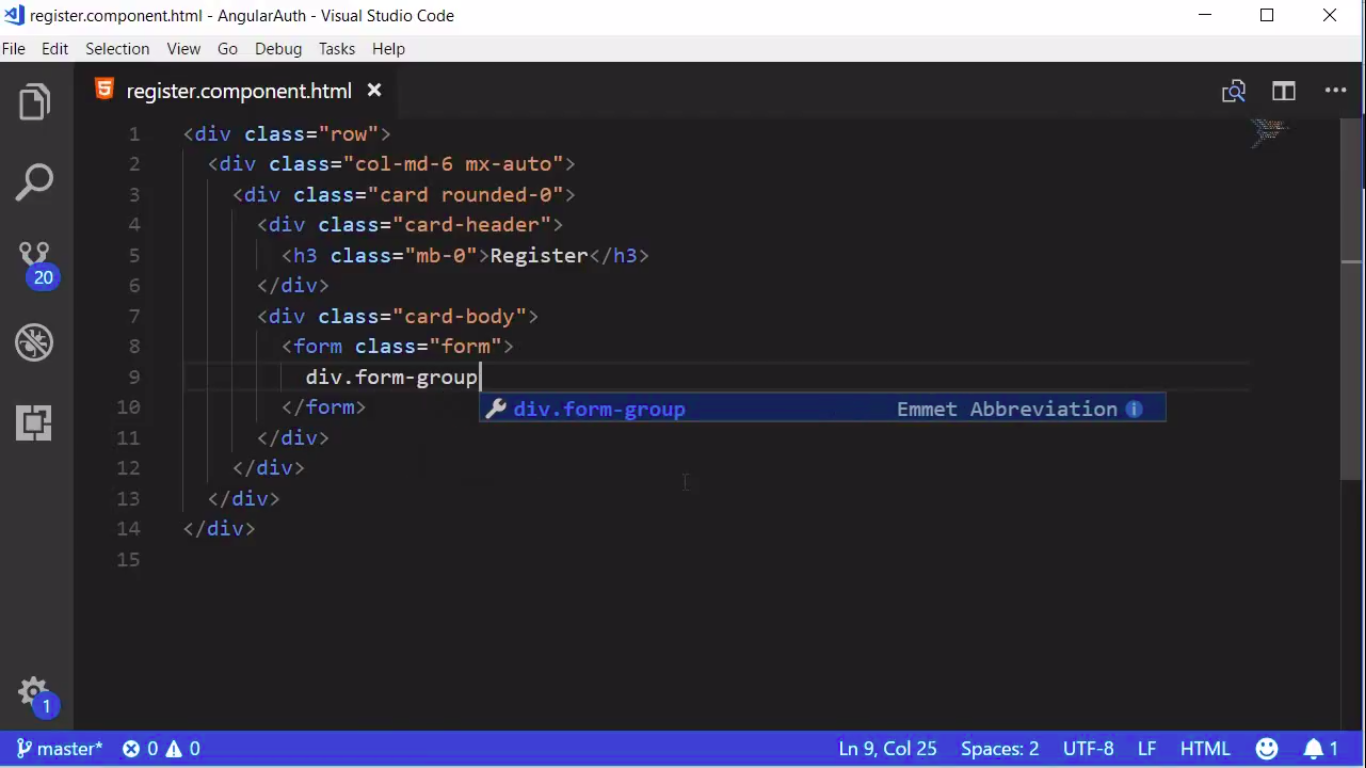 register.component.html - AngularAuth - Visual Studio Code
File Edit Selection View Go Debug Tasks Help
register.component.html
1 <div class="row">
2 <div class="col-md-6 mx-auto">
3 <div class="card rounded-0">
4 <div class="card-header">
5 <h3 class="mb-0">Register</h3>
6 </div>
7 <div class="card-body">
8 <form class="form">
9 div.form-group
div.form-group Emmet Abbreviation
10 </form>
11 </div>
12 </div>
13 </div>
14 </div>
15
20
1
master* 0 0 Ln 9, Col 25 Spaces: 2 UTF-8 LF HTML 1